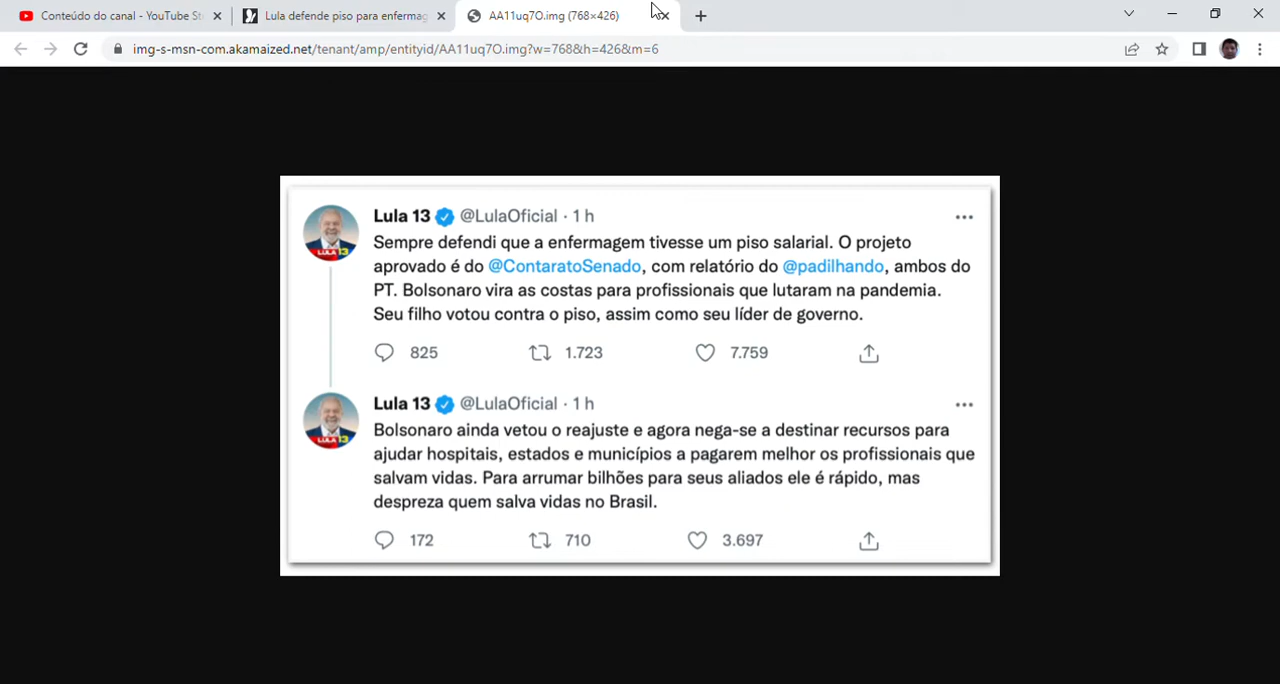 Conteúdo do canal - YouTube St
Lula defende piso para enfermag
AA11uq7O.img (768×426)
img-s-msn-com.akamaized.net/tenant/amp/entityid/AA11uq7O.img?w=768&h=426&m=6
Lula 13 @LulaOficial · 1 h
Sempre defendi que a enfermagem tivesse um piso salarial. O projeto
aprovado é do @ContaratoSenado, com relatório do @padilhando, ambos do
PT. Bolsonaro vira as costas para profissionais que lutaram na pandemia.
Seu filho votou contra o piso, assim como seu líder de governo.
825 1.723 7.759
Lula 13 @LulaOficial · 1 h
Bolsonaro ainda vetou o reajuste e agora nega-se a destinar recursos para
ajudar hospitais, estados e municípios a pagarem melhor os profissionais que
salvam vidas. Para arrumar bilhões para seus aliados ele é rápido, mas
despreza quem salva vidas no Brasil.
172 710 3.697
LULA 13
LULA 13